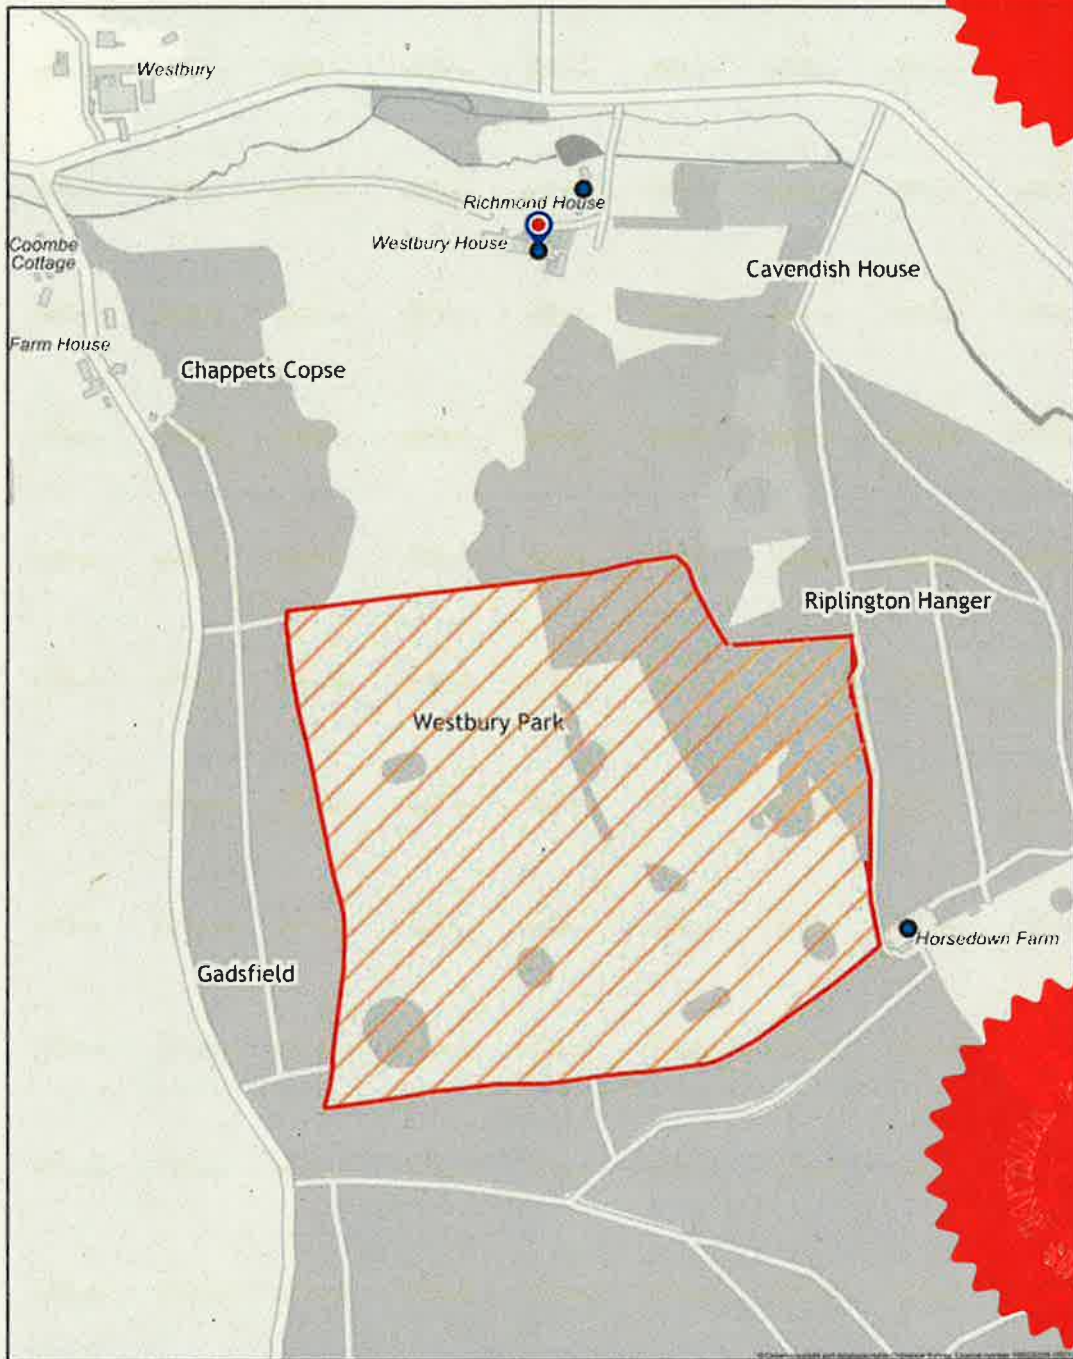 Westbury
Richmond House
Westbury House
Coombe
Cottage
Cavendish House
Farm House
Chappets Copse
Riplington Hanger
Westbury Park
Horsedown Farm
Gadsfield